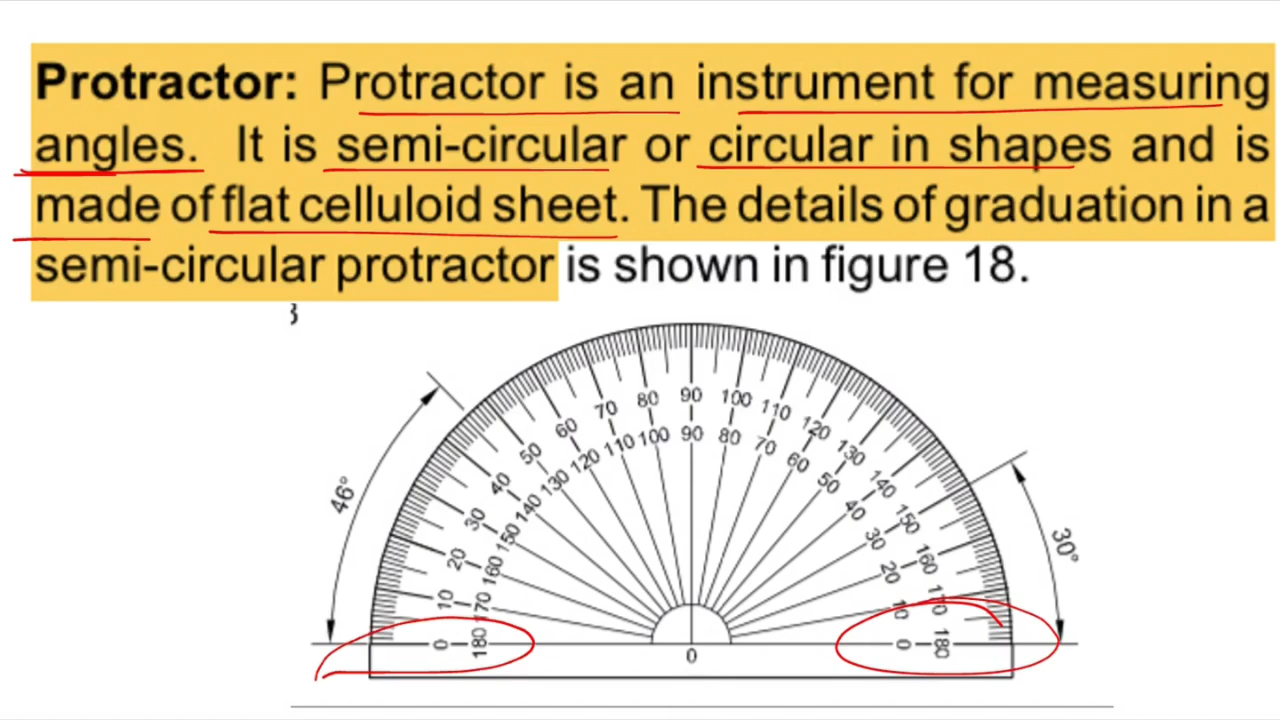 Protractor: Protractor is an instrument for measuring
angles. It is semi-circular or circular in shapes and is
made of flat celluloid sheet. The details of graduation in a
semi-circular protractor is shown in figure 18.
46°
30°
0 10 20 30 40 50 60 70 80 90 100 110 120 130 140 150 160 170 180
180 170 160 150 140 130 120 110 100 90 80 70 60 50 40 30 20 10 0
0